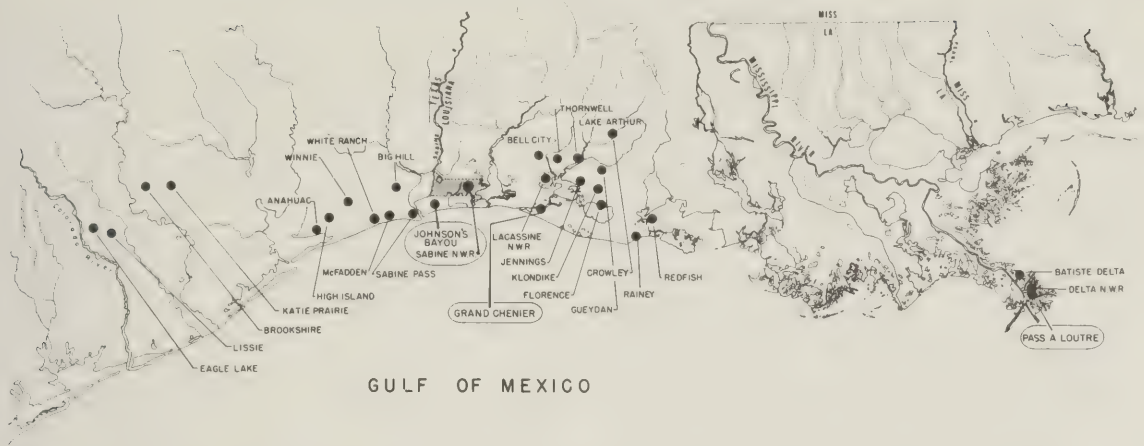 MISS
LA
MISSISSIPPI
RIVER
MISS
LA
TEXAS
LOUISIANA
THORNWELL
LAKE ARTHUR
BELL CITY
WHITE RANCH
WINNIE
BIG HILL
ANAHUAC
JOHNSON'S
BAYOU
SABINE NWR
LACASSINE
N.W.R
JENNINGS
KLONDIKE
FLORENCE
GUEYDAN
CROWLEY
RAINEY
REDFISH
McFADDEN
SABINE PASS
HIGH ISLAND
KATIE PRAIRIE
BROOKSHIRE
LISSIE
EAGLE LAKE
GRAND CHENIER
BATISTE DELTA
DELTA N.W.R
PASS A LOUTRE
GULF OF MEXICO